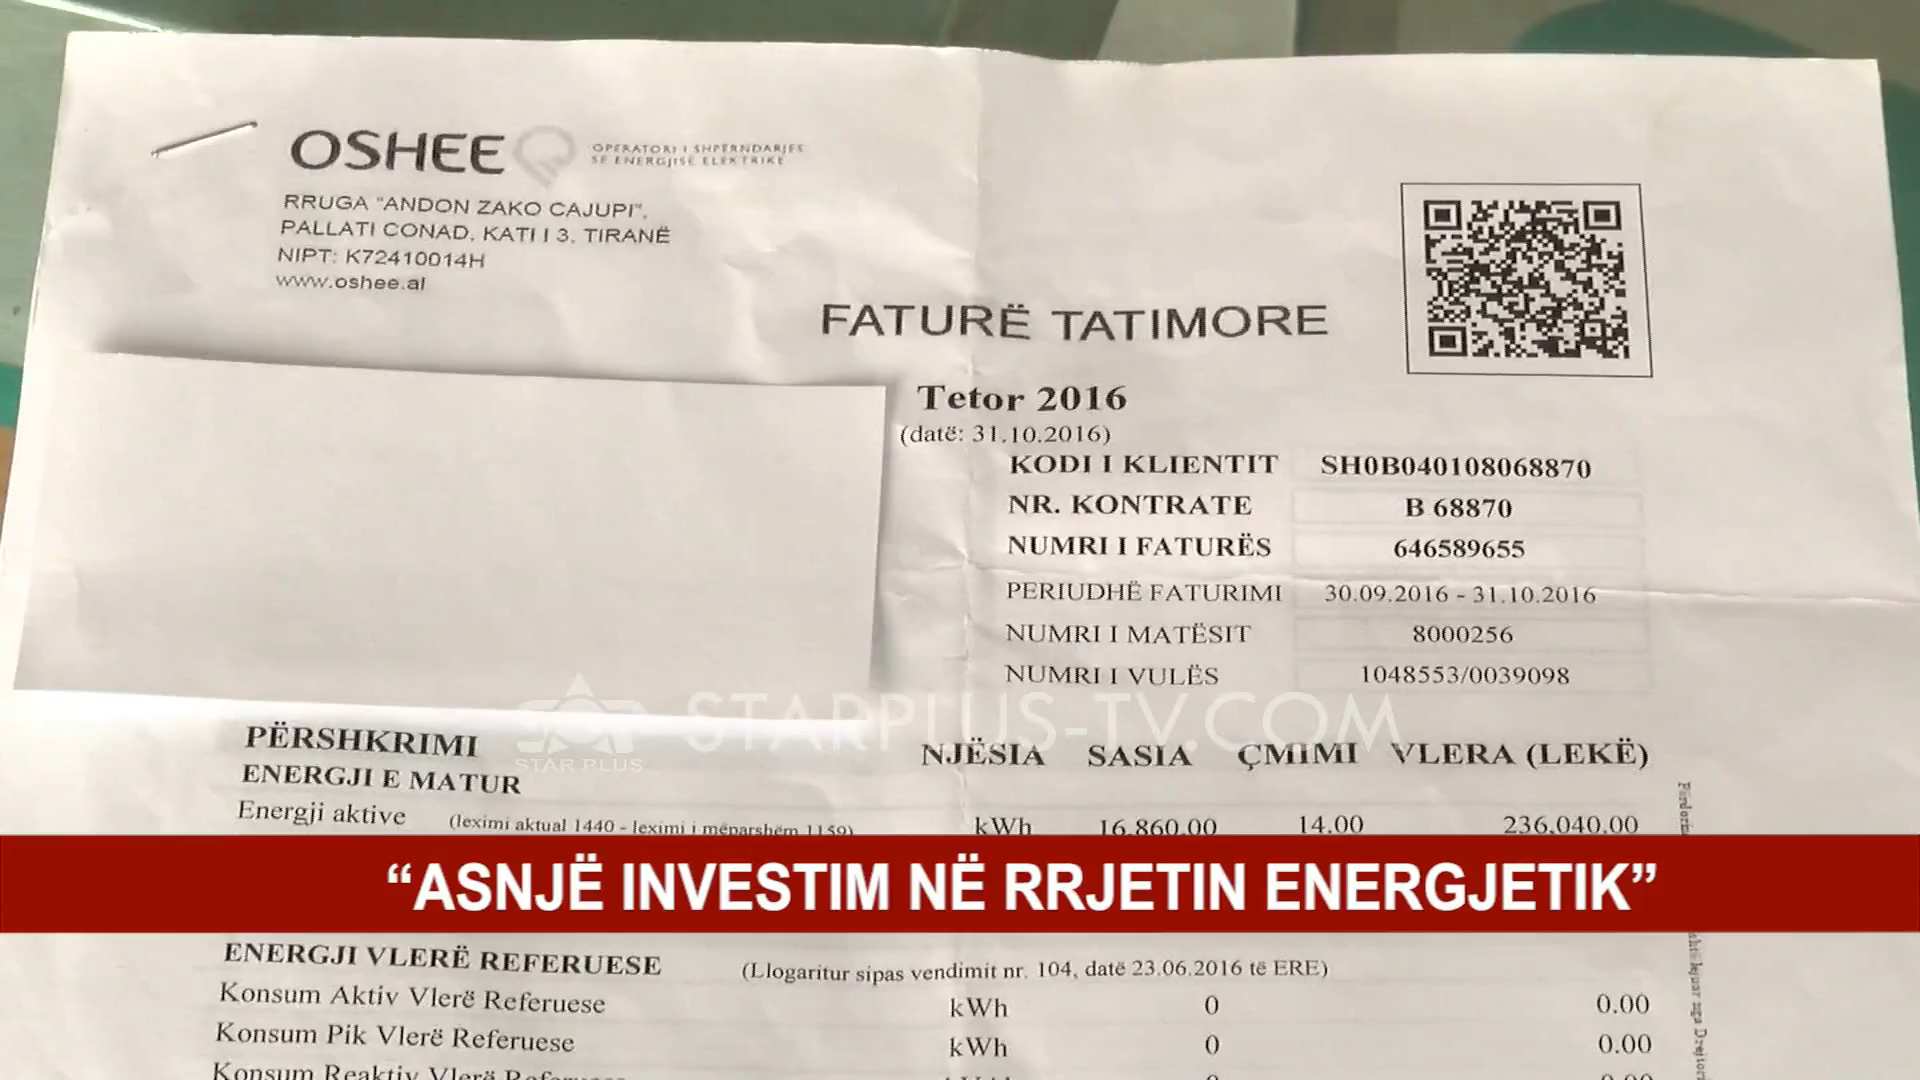 OSHEE
OPERATORI I SHPËRNDARJES
SË ENERGJISË ELEKTRIKE
RRUGA "ANDON ZAKO CAJUPI",
PALLATI CONAD, KATI I 3, TIRANË
NIPT: K72410014H
www.oshee.al
FATURË TATIMORE
Tetor 2016
(datë: 31.10.2016)
KODI I KLIENTIT SH0B040108068870
NR. KONTRATE B 68870
NUMRI I FATURËS 646589655
PERIUDHË FATURIMI 30.09.2016 - 31.10.2016
NUMRI I MATËSIT 8000256
NUMRI I VULËS 1048553/0039098
STAR PLUS
STARPLUS-TV.COM
PËRSHKRIMI NJËSIA SASIA ÇMIMI VLERA (LEKË)
ENERGJI E MATUR
Energji aktive (leximi aktual 1440 - leximi i mëparshëm 1159) kWh 16,860.00 14.00 236,040.00
“ASNJË INVESTIM NË RRJETIN ENERGJETIK”
ENERGJI VLERË REFERUESE (Llogaritur sipas vendimit nr. 104, datë 23.06.2016 të ERE)
Konsum Aktiv Vlerë Referuese kWh 0 0.00
Konsum Pik Vlerë Referuese kWh 0 0.00
Konsum Reaktiv Vlerë